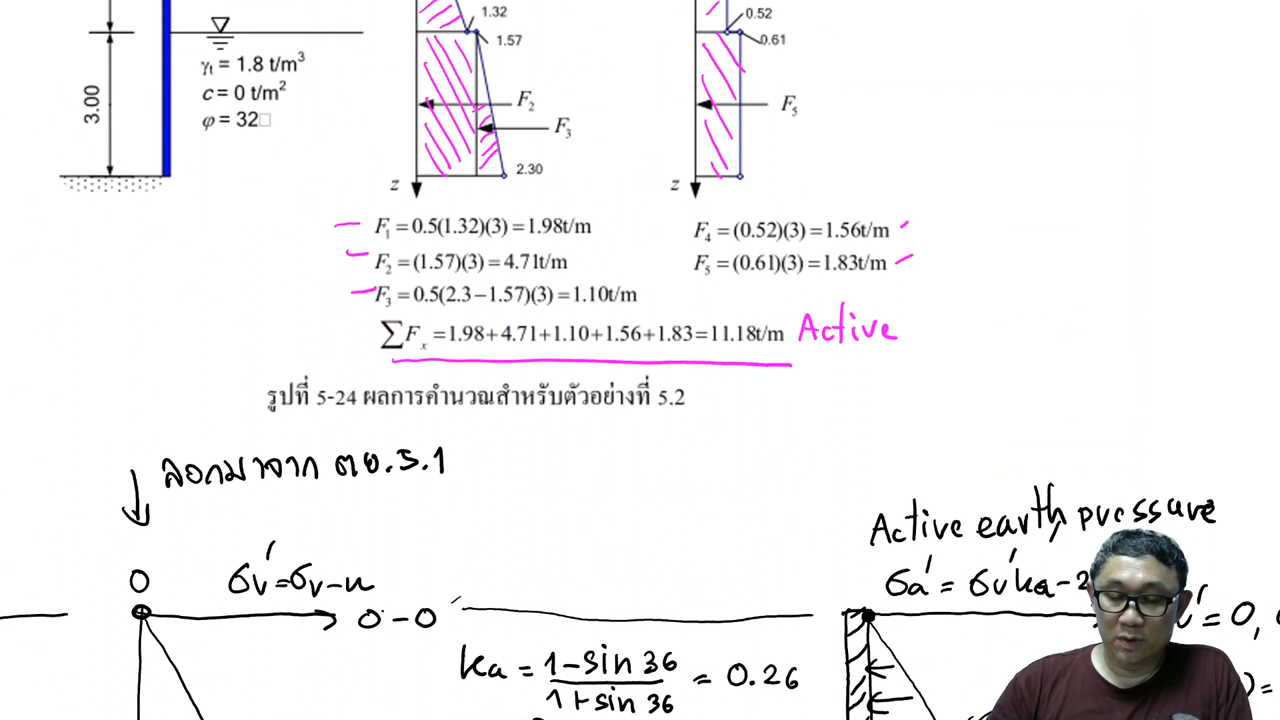 1.32
1.57
F₂
F₃
2.30
z
0.52
0.61
F₅
z
3.00
γt = 1.8 t/m³
c = 0 t/m²
φ = 32□
F₁ = 0.5(1.32)(3) = 1.98t/m
F₂ = (1.57)(3) = 4.71t/m
F₃ = 0.5(2.3−1.57)(3) = 1.10t/m
F₄ = (0.52)(3) = 1.56t/m
F₅ = (0.61)(3) = 1.83t/m
∑Fx = 1.98+4.71+1.10+1.56+1.83 = 11.18t/m Active
รูปที่ 5-24 ผลการคำนวณสำหรับตัวอย่างที่ 5.2
ลอกมาจาก ตย.5.1
0
σv' = σv-u
0-0
ka = 1-sin 36 / 1+sin 36 = 0.26
Active earth pressure
σa' = σv'ka-2
' = 0,
) =